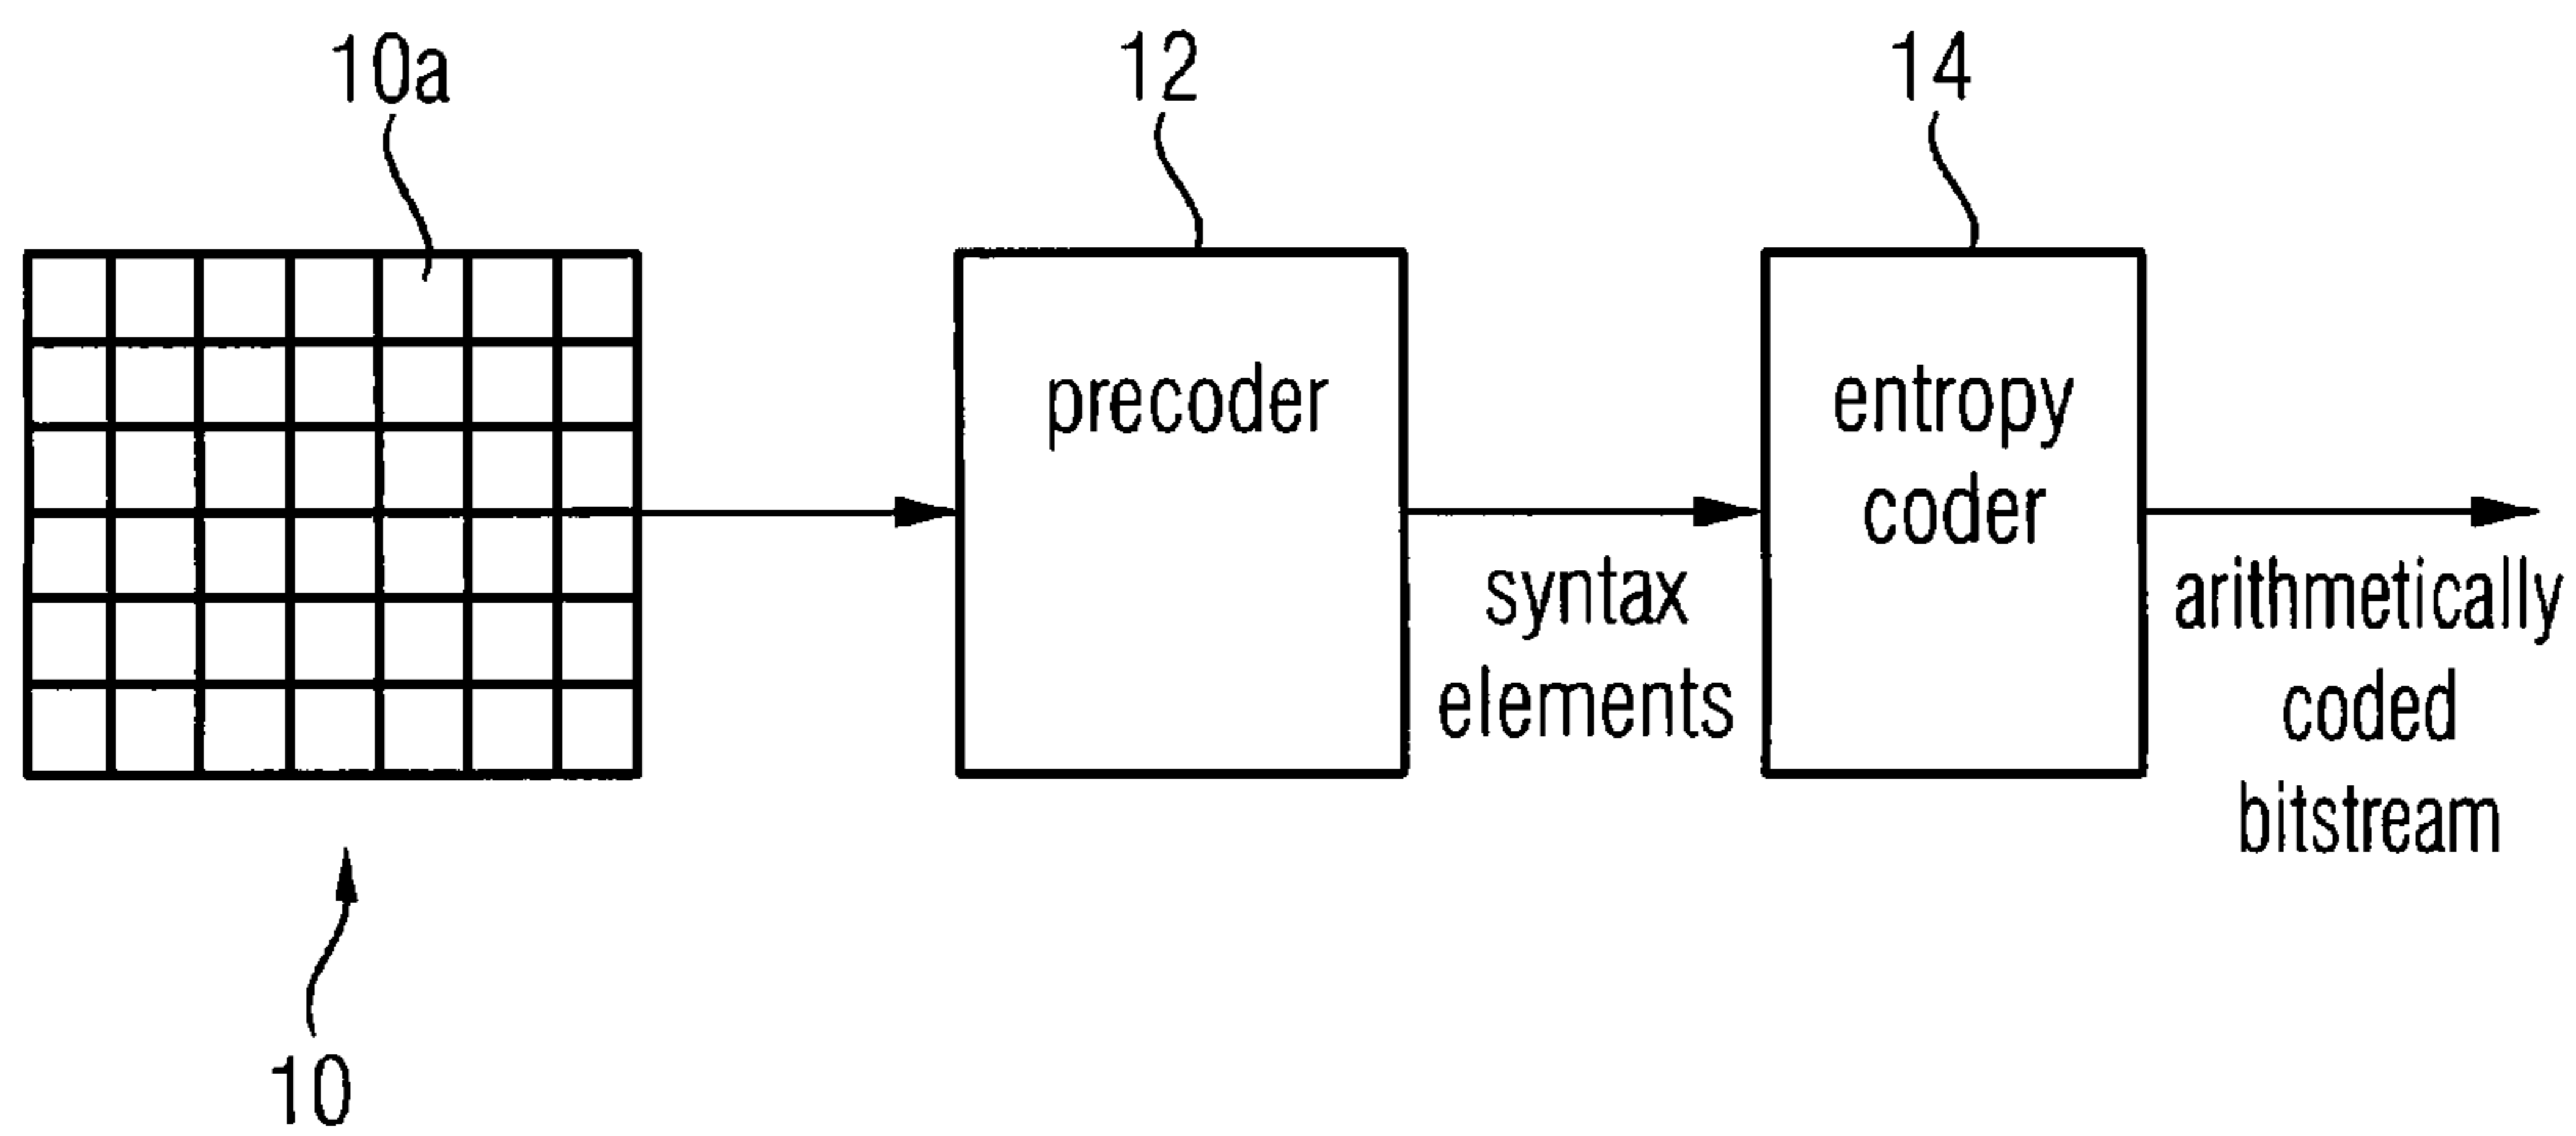 10a
12
14
precoder
entropy
coder
syntax
elements
arithmetically
coded
bitstream
10